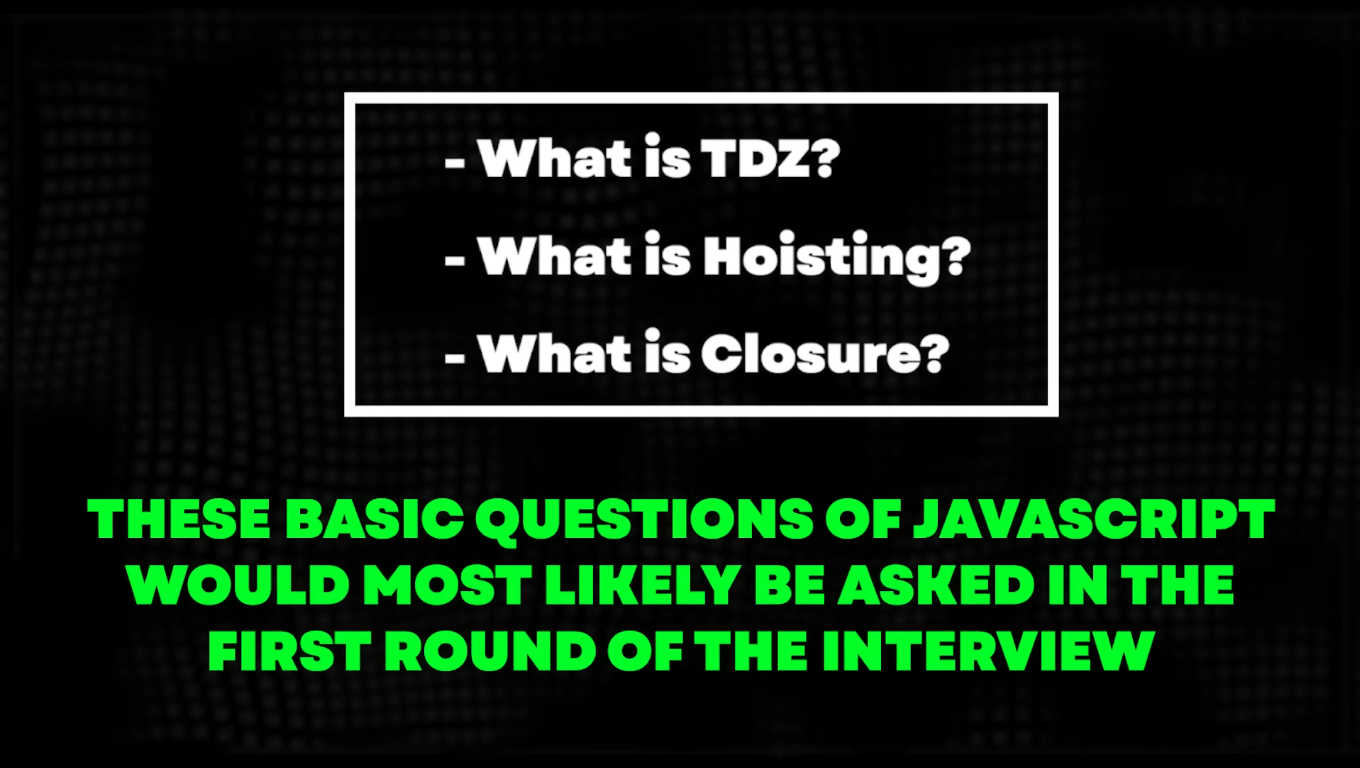 - What is TDZ?
- What is Hoisting?
- What is Closure?
THESE BASIC QUESTIONS OF JAVASCRIPT
WOULD MOST LIKELY BE ASKED IN THE
FIRST ROUND OF THE INTERVIEW